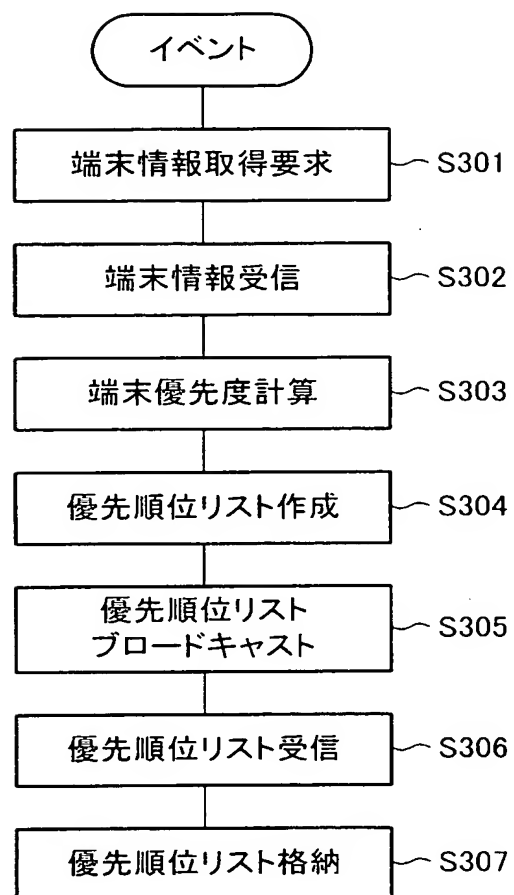 イベント
端末情報取得要求 S301
端末情報受信 S302
端末優先度計算 S303
優先順位リスト作成 S304
優先順位リスト
ブロードキャスト S305
優先順位リスト受信 S306
優先順位リスト格納 S307